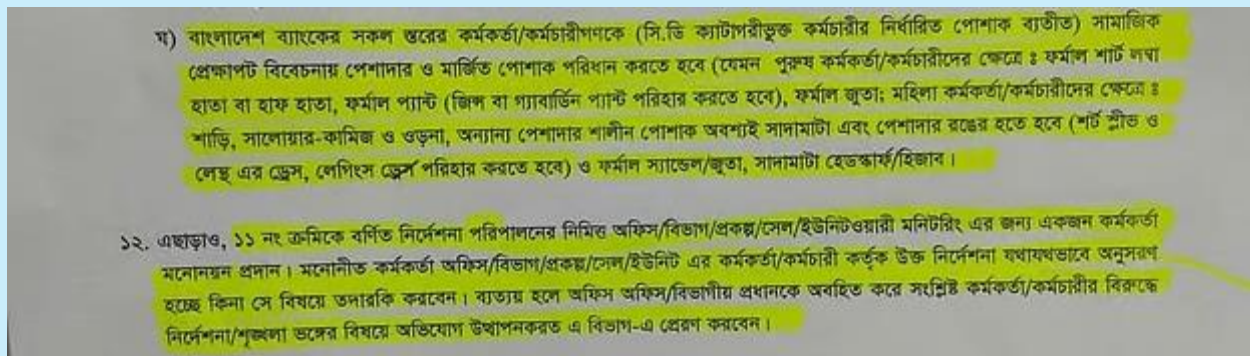 ঘ) বাংলাদেশ ব্যাংকের সকল স্তরের কর্মকর্তা/কর্মচারীগণকে (সি.ডি ক্যাটাগরীভুক্ত কর্মচারীর নির্ধারিত পোশাক ব্যতীত) সামাজিক
প্রেক্ষাপট বিবেচনায় পেশাদার ও মার্জিত পোশাক পরিধান করতে হবে (যেমন পুরুষ কর্মকর্তা/কর্মচারীদের ক্ষেত্রে ঃ ফর্মাল শার্ট লম্বা
হাতা বা হাফ হাতা, ফর্মাল প্যান্ট (জিন্স বা গ্যাবার্ডিন প্যান্ট পরিহার করতে হবে), ফর্মাল জুতা; মহিলা কর্মকর্তা/কর্মচারীদের ক্ষেত্রে ঃ
শাড়ি, সালোয়ার-কামিজ ও ওড়না, অন্যান্য পেশাদার শালীন পোশাক অবশ্যই সাদামাটা এবং পেশাদার রঙের হতে হবে (শর্ট স্লীভ ও
লেন্থ এর ড্রেস, লেগিংস পরিহার করতে হবে) ও ফর্মাল স্যান্ডেল/জুতা, সাদামাটা হেডস্কার্ফ/হিজাব।
১২. এছাড়াও, ১১ নং ক্রমিকে বর্ণিত নির্দেশনা পরিপালনের নিমিত্ত অফিস/বিভাগ/প্রকল্প/সেল/ইউনিটওয়ারী মনিটরিং এর জন্য একজন কর্মকর্তা
মনোনয়ন প্রদান। মনোনীত কর্মকর্তা অফিস/বিভাগ/প্রকল্প/সেল/ইউনিট এর কর্মকর্তা/কর্মচারী কর্তৃক উক্ত নির্দেশনা যথাযথভাবে অনুসরণ
হচ্ছে কিনা সে বিষয়ে তদারকি করবেন। ব্যত্যয় হলে অফিস অফিস/বিভাগীয় প্রধানকে অবহিত করে সংশ্লিষ্ট কর্মকর্তা/কর্মচারীর বিরুদ্ধে
নির্দেশনা/শৃঙ্খলা ভঙ্গের বিষয়ে অভিযোগ উত্থাপনকরত এ বিভাগ-এ প্রেরণ করবেন।